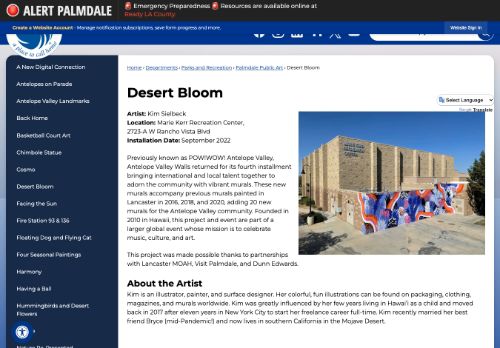 ALERT PALMDALE
🚨 Emergency Preparedness 🚨 Resources are available online at
Ready LA County.
Create a Website Account - Manage notification subscriptions, save form progress and more.
Website Sign In
a place to call home
A New Digital Connection
Antelopes on Parade
Antelope Valley Landmarks
Back Home
Basketball Court Art
Chimbole Statue
Cosmo
Desert Bloom
Facing the Sun
Fire Station 93 & 136
Floating Dog and Flying Cat
Four Seasonal Paintings
Harmony
Having a Ball
Hummingbirds and Desert
Flowers
Home › Departments › Parks and Recreation › Palmdale Public Art › Desert Bloom
Select Language
Google Translate
Desert Bloom
Artist: Kim Sielbeck
Location: Marie Kerr Recreation Center,
2723-A W Rancho Vista Blvd
Installation Date: September 2022
Previously known as POW!WOW! Antelope Valley,
Antelope Valley Walls returned for its fourth installment
bringing international and local talent together to
adorn the community with vibrant murals. These new
murals accompany previous murals painted in
Lancaster in 2016, 2018, and 2020, adding 20 new
murals for the Antelope Valley community. Founded in
2010 in Hawaii, this project and event are part of a
larger global event whose mission is to celebrate
music, culture, and art.
This project was made possible thanks to partnerships
with Lancaster MOAH, Visit Palmdale, and Dunn Edwards.
About the Artist
Kim is an illustrator, painter, and surface designer. Her colorful, fun illustrations can be found on packaging, clothing,
magazines, and murals worldwide. Kim was greatly influenced by her few years living in Hawai'i as a child and moved
back in 2017 after eleven years in New York City to start her freelance career full-time. Kim recently married her best
friend Bryce (mid-Pandemic!) and now lives in southern California in the Mojave Desert.